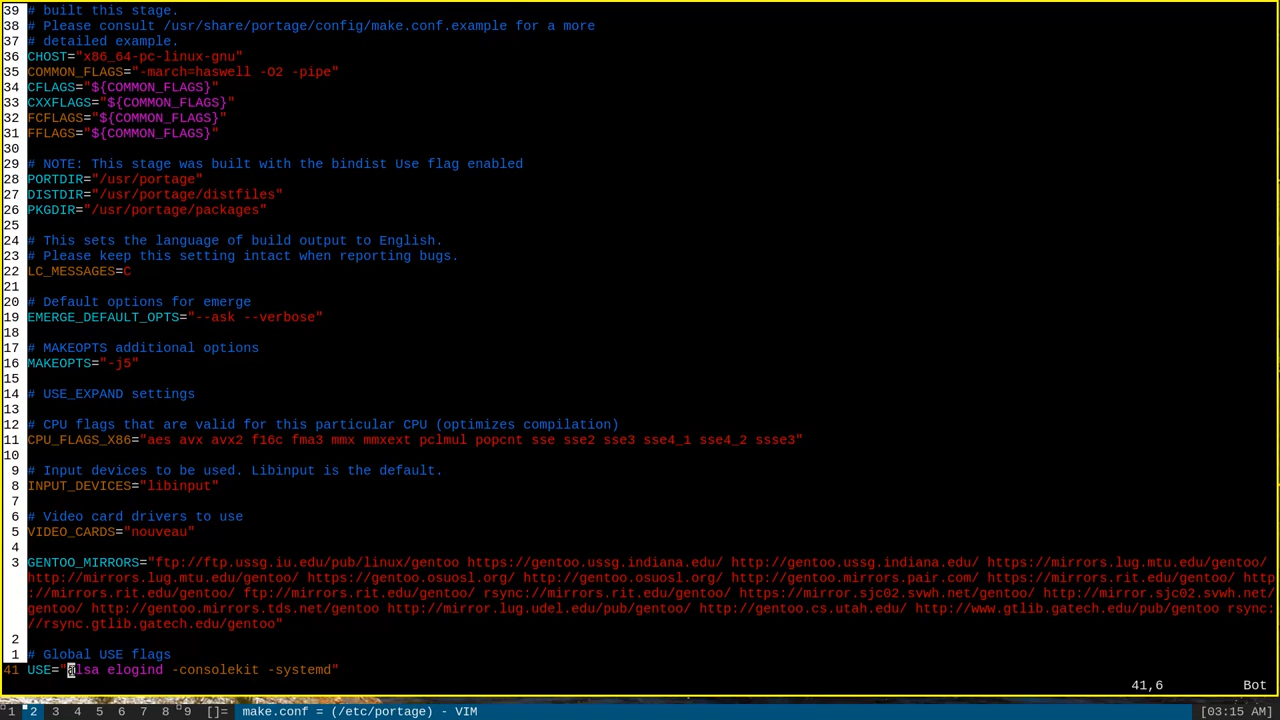 39 # built this stage.
38 # Please consult /usr/share/portage/config/make.conf.example for a more
37 # detailed example.
36 CHOST="x86_64-pc-linux-gnu"
35 COMMON_FLAGS="-march=haswell -O2 -pipe"
34 CFLAGS="${COMMON_FLAGS}"
33 CXXFLAGS="${COMMON_FLAGS}"
32 FCFLAGS="${COMMON_FLAGS}"
31 FFLAGS="${COMMON_FLAGS}"
30
29 # NOTE: This stage was built with the bindist Use flag enabled
28 PORTDIR="/usr/portage"
27 DISTDIR="/usr/portage/distfiles"
26 PKGDIR="/usr/portage/packages"
25
24 # This sets the language of build output to English.
23 # Please keep this setting intact when reporting bugs.
22 LC_MESSAGES=C
21
20 # Default options for emerge
19 EMERGE_DEFAULT_OPTS="--ask --verbose"
18
17 # MAKEOPTS additional options
16 MAKEOPTS="-j5"
15
14 # USE_EXPAND settings
13
12 # CPU flags that are valid for this particular CPU (optimizes compilation)
11 CPU_FLAGS_X86="aes avx avx2 f16c fma3 mmx mmxext pclmul popcnt sse sse2 sse3 sse4_1 sse4_2 ssse3"
10
9 # Input devices to be used. Libinput is the default.
8 INPUT_DEVICES="libinput"
7
6 # Video card drivers to use
5 VIDEO_CARDS="nouveau"
4
3 GENTOO_MIRRORS="ftp://ftp.ussg.iu.edu/pub/linux/gentoo https://gentoo.ussg.indiana.edu/ http://gentoo.ussg.indiana.edu/ https://mirrors.lug.mtu.edu/gentoo/
http://mirrors.lug.mtu.edu/gentoo/ https://gentoo.osuosl.org/ http://gentoo.osuosl.org/ http://gentoo.mirrors.pair.com/ https://mirrors.rit.edu/gentoo/ http
://mirrors.rit.edu/gentoo/ ftp://mirrors.rit.edu/gentoo/ rsync://mirrors.rit.edu/gentoo/ https://mirror.sjc02.svwh.net/gentoo/ http://mirror.sjc02.svwh.net/
gentoo/ http://gentoo.mirrors.tds.net/gentoo http://mirror.lug.udel.edu/pub/gentoo/ http://gentoo.cs.utah.edu/ http://www.gtlib.gatech.edu/pub/gentoo rsync:
//rsync.gtlib.gatech.edu/gentoo"
2
1 # Global USE flags
41 USE="alsa elogind -consolekit -systemd"
41,6 Bot
1 2 3 4 5 6 7 8 9 []= make.conf = (/etc/portage) - VIM [03:15 AM]